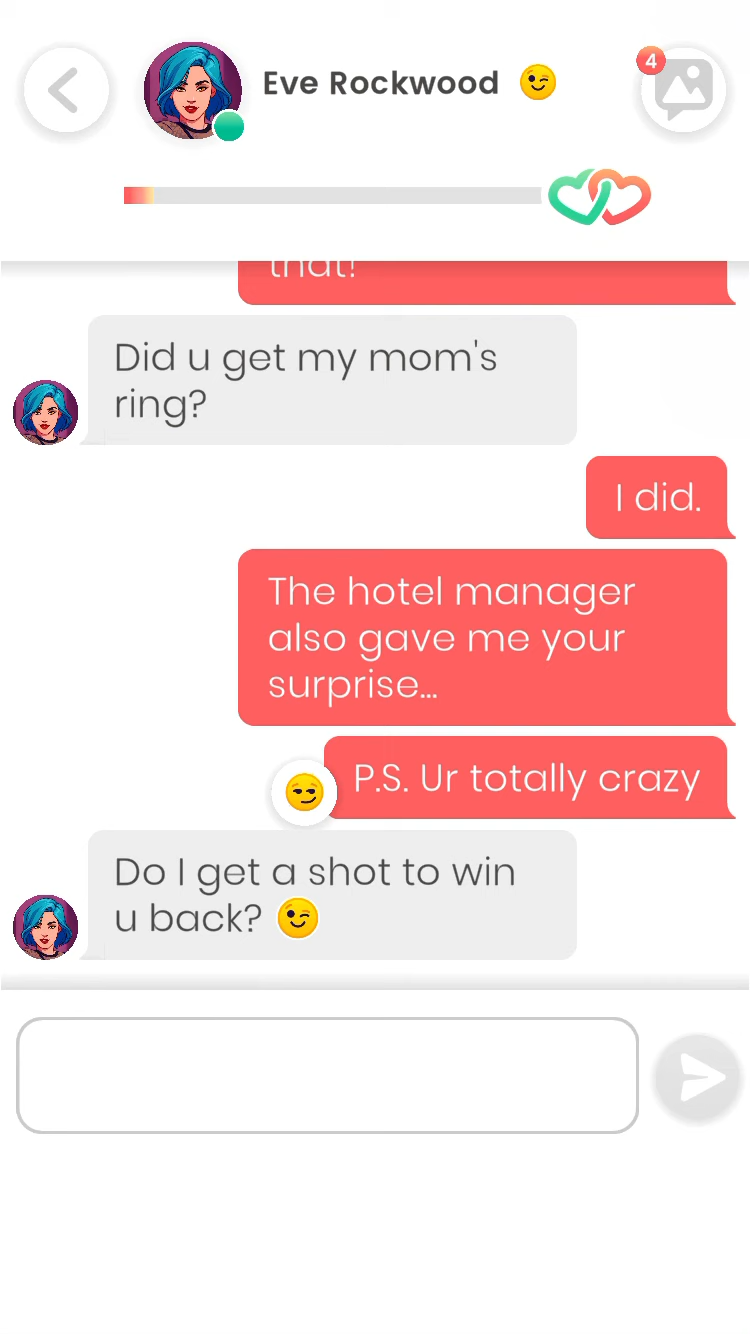 4
Eve Rockwood 😉
that!
Did u get my mom's
ring?
I did.
The hotel manager
also gave me your
surprise...
P.S. Ur totally crazy
😏
Do I get a shot to win
u back? 😉